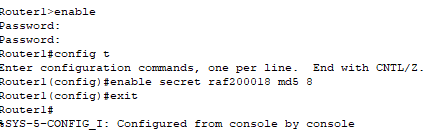 Router1>enable
Password:
Password:
Router1#config t
Enter configuration commands, one per line.  End with CNTL/Z.
Router1(config)#enable secret raf200018 md5 8
Router1(config)#exit
Router1#
%SYS-5-CONFIG_I: Configured from console by console